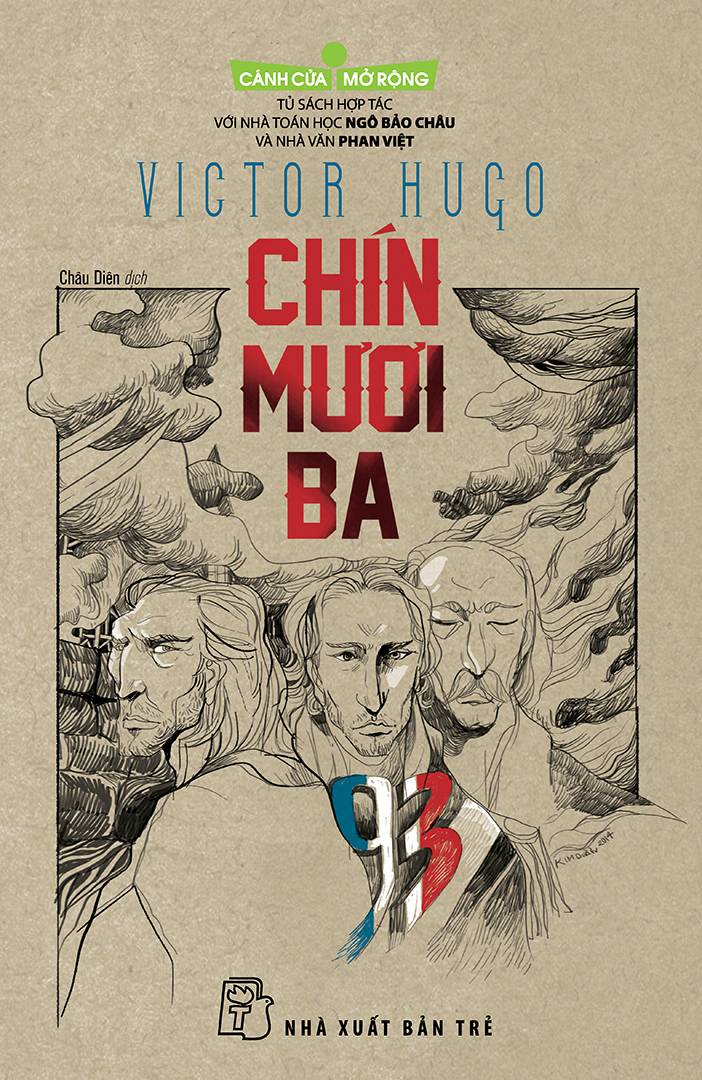 CÁNH CỬA MỞ RỘNG
TỦ SÁCH HỢP TÁC
VỚI NHÀ TOÁN HỌC NGÔ BẢO CHÂU
VÀ NHÀ VĂN PHAN VIỆT
VICTOR HUGO
Châu Diên dịch
CHÍN
MƯƠI
BA
93
T
NHÀ XUẤT BẢN TRẺ